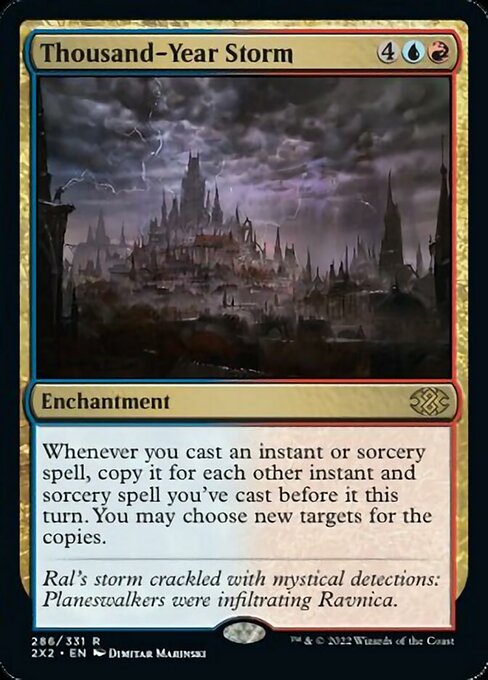 Thousand-Year Storm 4
Enchantment
Whenever you cast an instant or sorcery
spell, copy it for each other instant and
sorcery spell you've cast before it this
turn. You may choose new targets for the
copies.
Ral's storm crackled with mystical detections:
Planeswalkers were infiltrating Ravnica.
286/331 R
2X2 • EN Dimitar Marinski
™ & © 2022 Wizards of the Coast